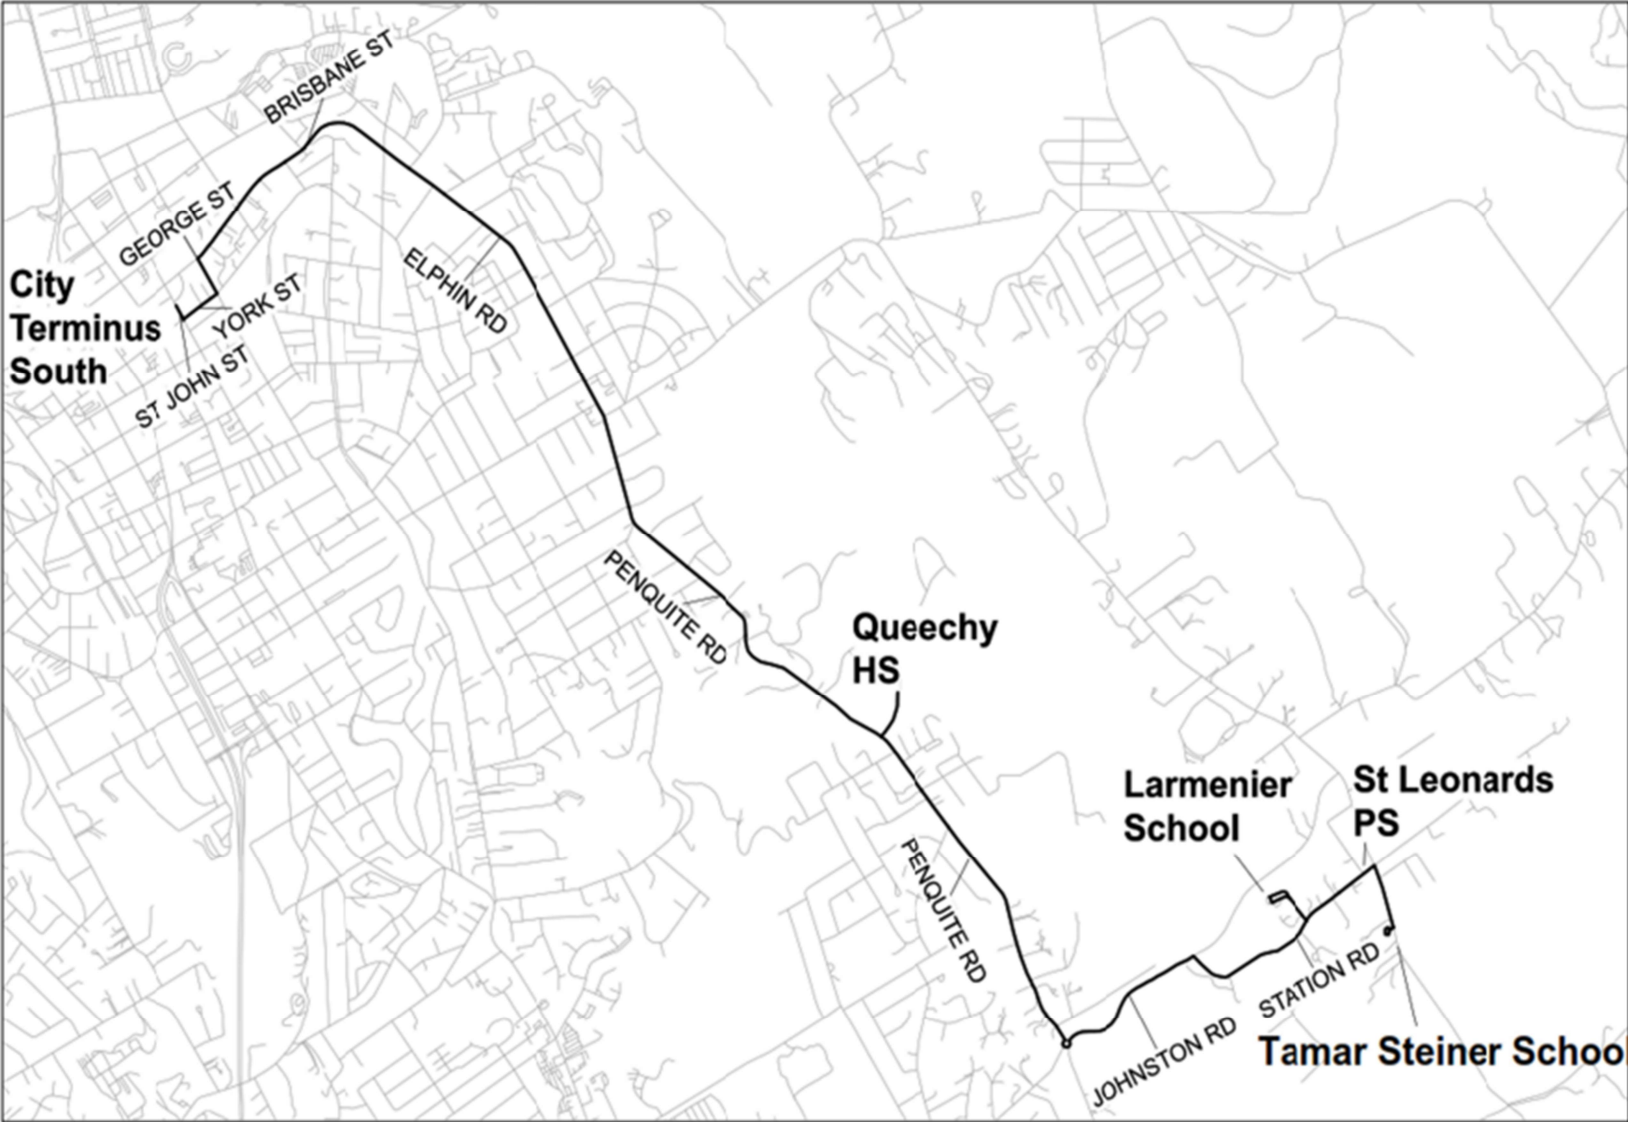 BRISBANE ST
GEORGE ST
City
Terminus
South
YORK ST
ST JOHN ST
ELPHIN RD
PENQUITE RD
Queechy
HS
PENQUITE RD
Larmenier
School
St Leonards
PS
STATION RD
JOHNSTON RD
Tamar Steiner School